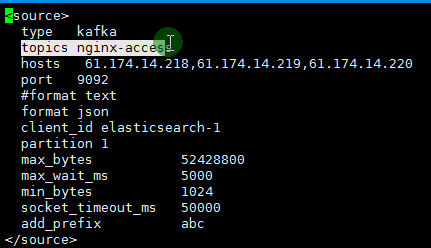 <source>
type kafka
topics nginx-access
hosts 61.174.14.218,61.174.14.219,61.174.14.220
port 9092
#format text
format json
client_id elasticsearch-1
partition 1
max_bytes 52428800
max_wait_ms 5000
min_bytes 1024
socket_timeout_ms 50000
add_prefix abc
</source>